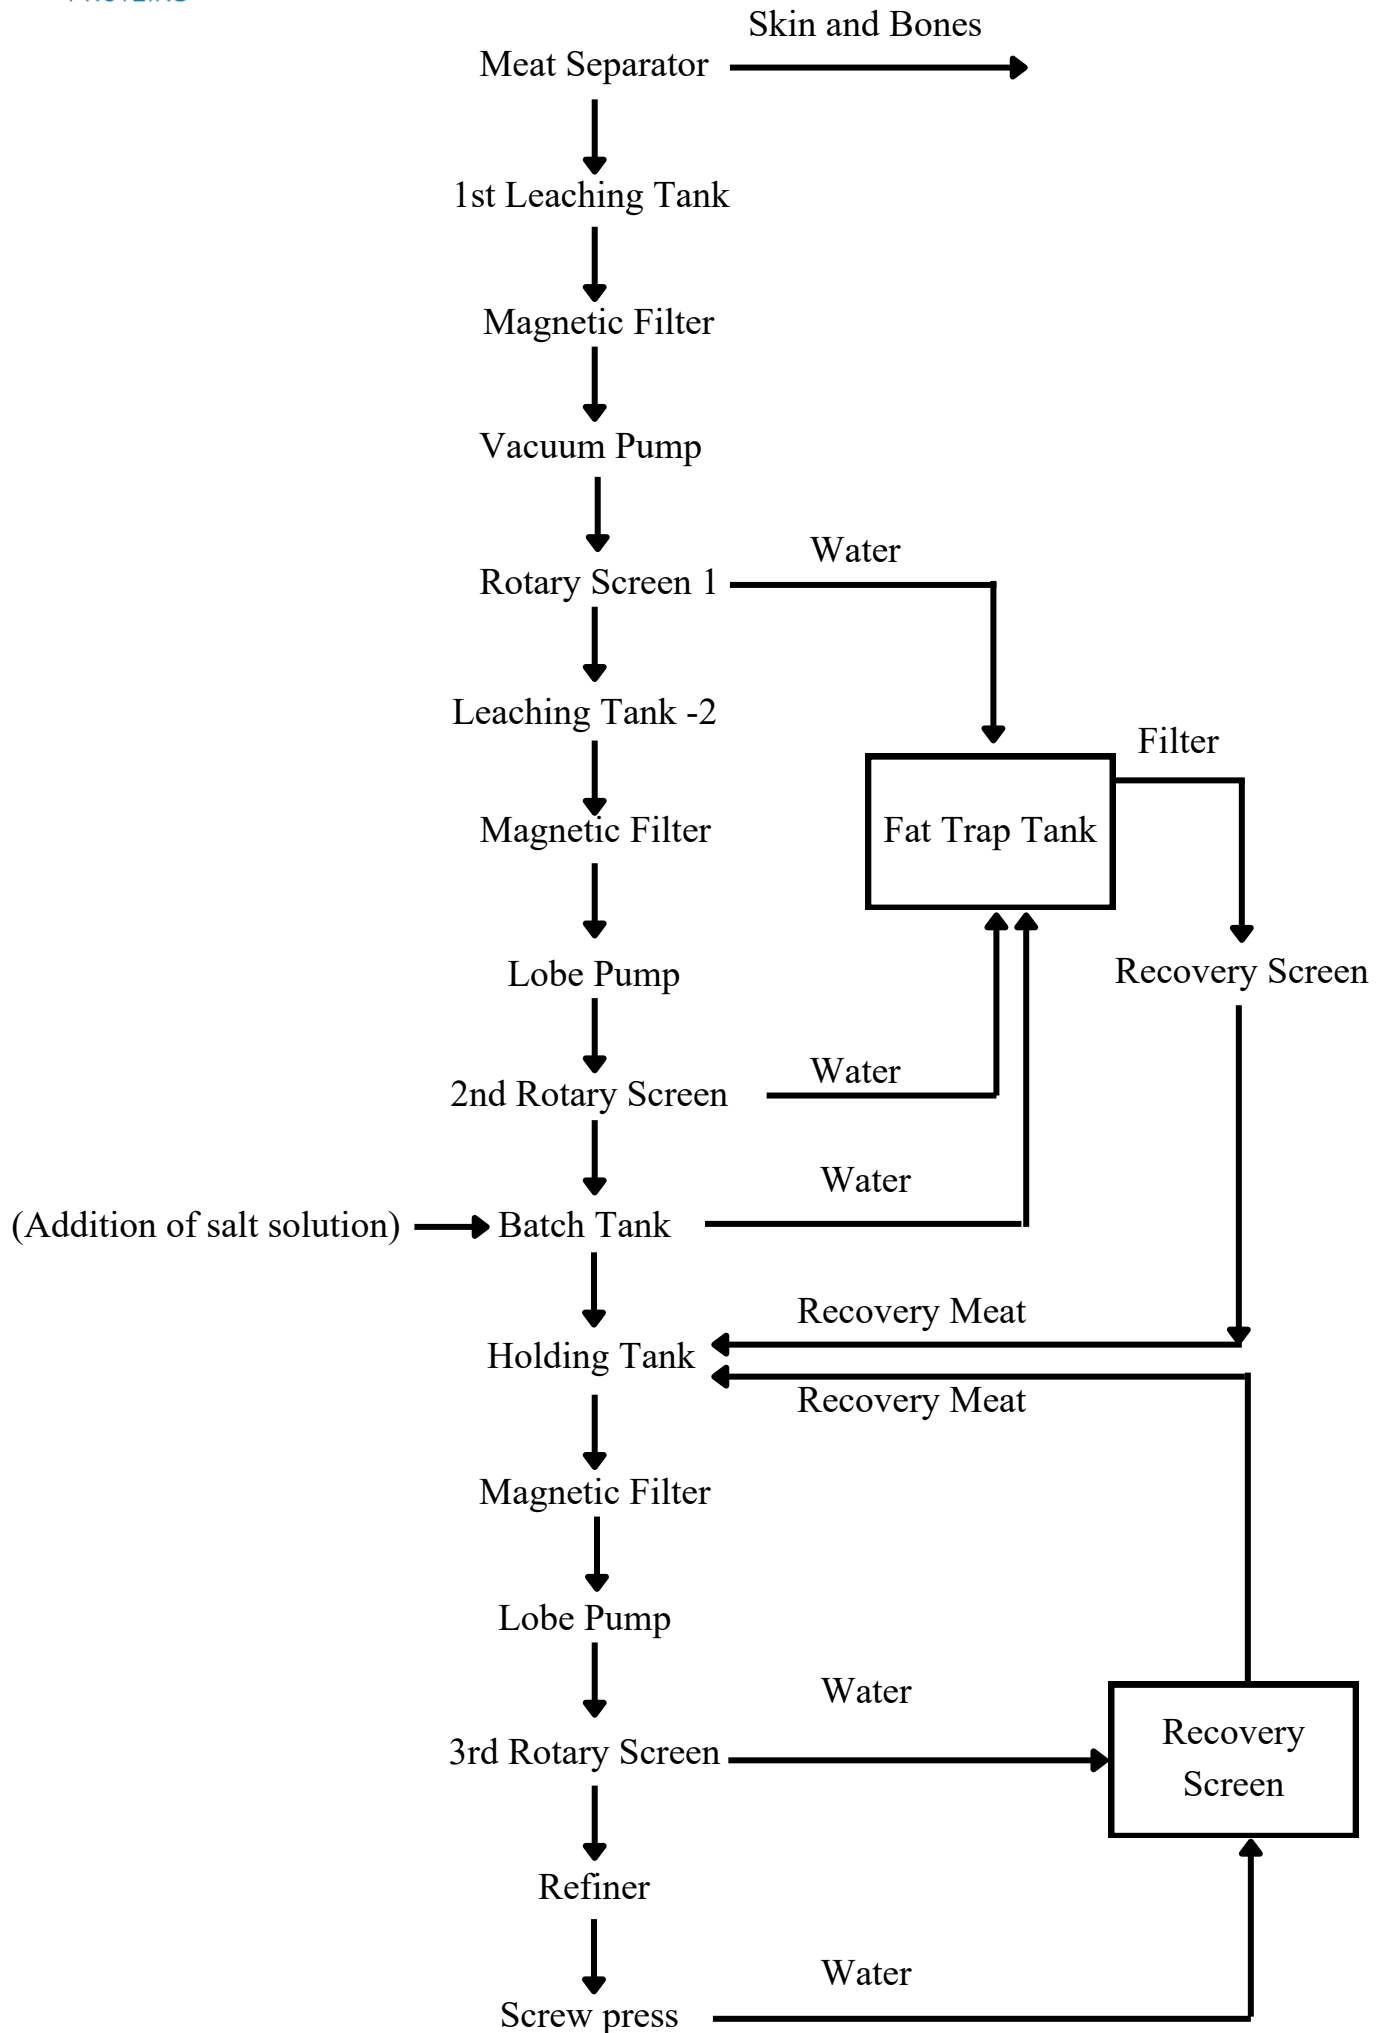 Skin and Bones
Meat Separator
1st Leaching Tank
Magnetic Filter
Vacuum Pump
Water
Rotary Screen 1
Leaching Tank -2
Filter
Magnetic Filter
Fat Trap Tank
Lobe Pump
Recovery Screen
Water
2nd Rotary Screen
Water
(Addition of salt solution)
Batch Tank
Recovery Meat
Holding Tank
Recovery Meat
Magnetic Filter
Lobe Pump
Water
3rd Rotary Screen
Recovery
Screen
Refiner
Water
Screw press